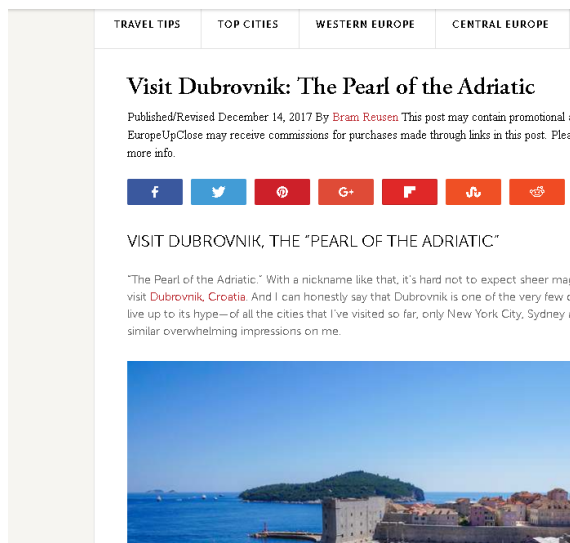 TRAVEL TIPS TOP CITIES WESTERN EUROPE CENTRAL EUROPE
Visit Dubrovnik: The Pearl of the Adriatic
Published/Revised December 14, 2017 By Bram Reusen This post may contain promotional
EuropeUpClose may receive commissions for purchases made through links in this post.
more info.
VISIT DUBROVNIK, THE “PEARL OF THE ADRIATIC”
“The Pearl of the Adriatic.” With a nickname like that, it’s hard not to expect sheer
visit Dubrovnik, Croatia. And I can honestly say that Dubrovnik is one of the very few
live up to its hype—of all the cities that I’ve visited so far, only New York City, Sydney
similar overwhelming impressions on me.